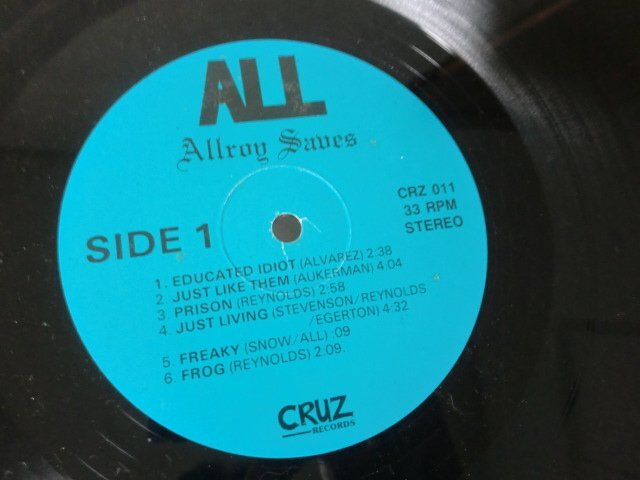 ALL
Allroy Saves
SIDE 1
CRZ 011
33 RPM
STEREO
1. EDUCATED IDIOT (ALVAREZ) 2:38
2. JUST LIKE THEM (AUKERMAN) 4:04
3. PRISON (REYNOLDS) 2:58
4. JUST LIVING (STEVENSON/REYNOLDS
/EGERTON) 4:32
5. FREAKY (SNOW/ALL) :09
6. FROG (REYNOLDS) 2:09.
CRUZ
RECORDS